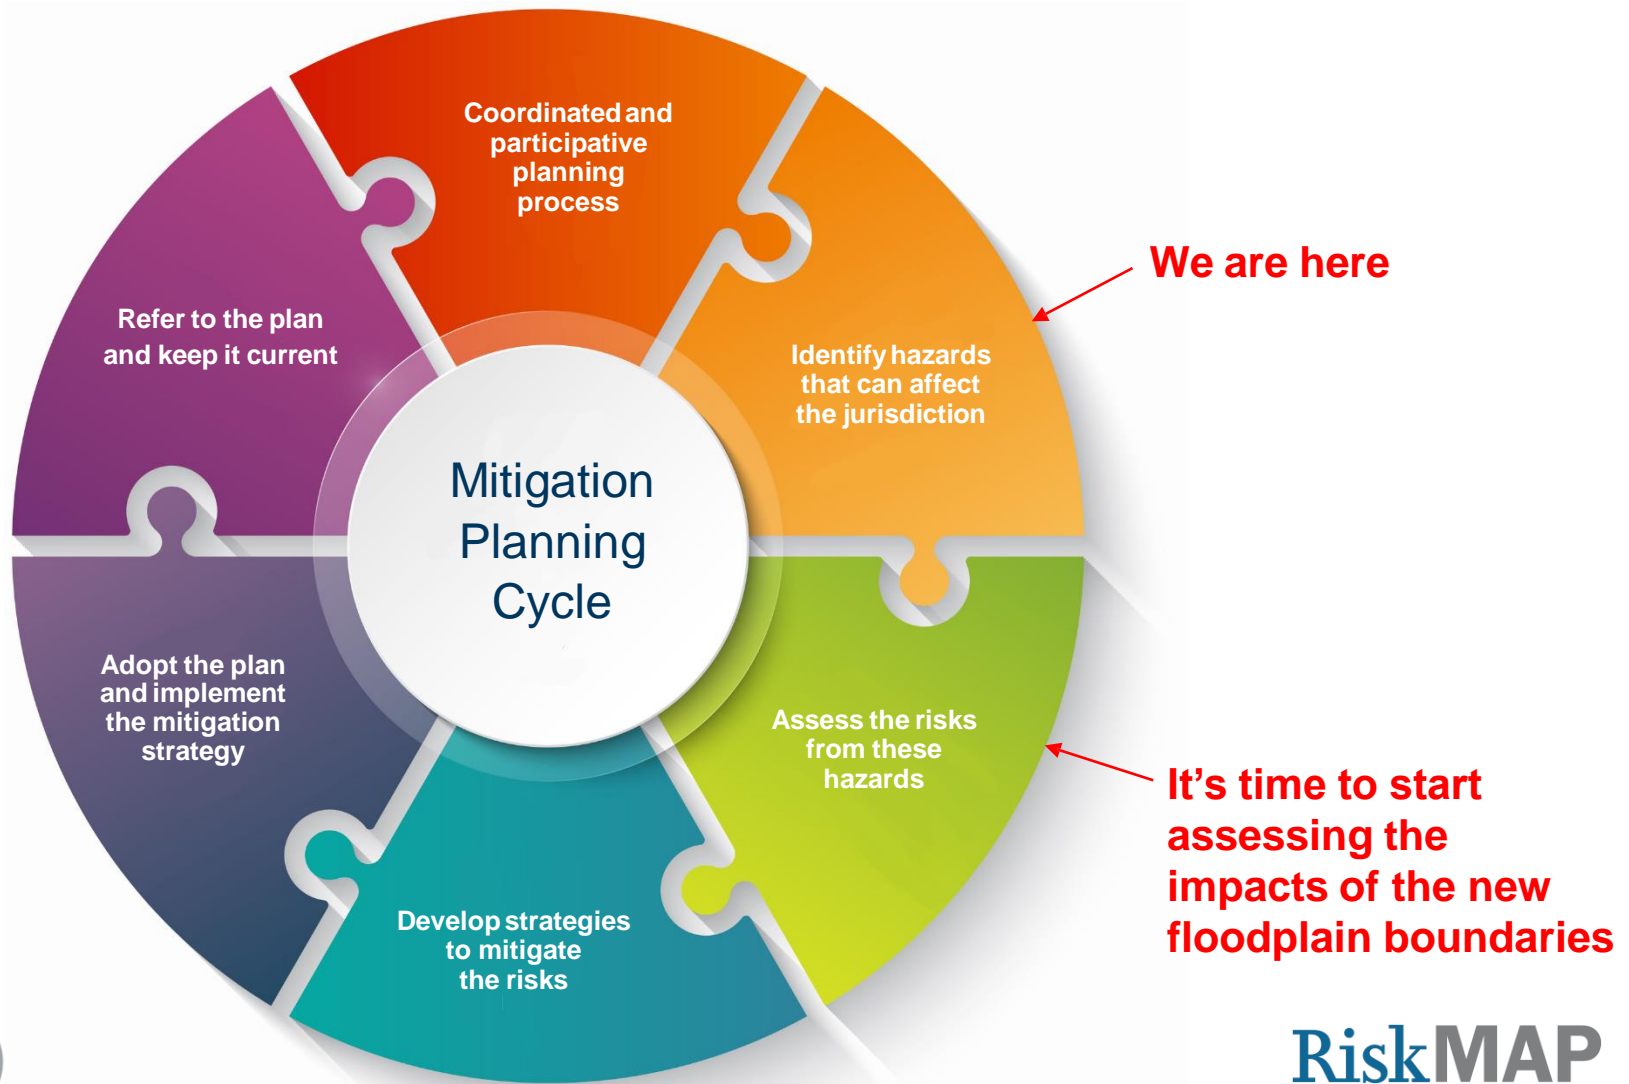 Coordinated and
participative
planning
process
We are here
Identify hazards
that can affect
the jurisdiction
Refer to the plan
and keep it current
Mitigation
Planning
Cycle
Adopt the plan
and implement
the mitigation
strategy
Assess the risks
from these
hazards
It’s time to start
assessing the
impacts of the new
floodplain boundaries
Develop strategies
to mitigate
the risks
RiskMAP